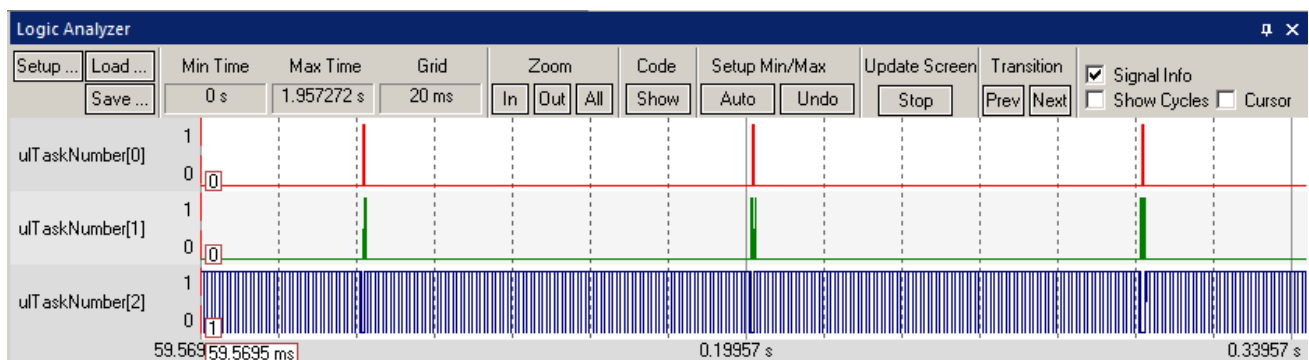 Logic Analyzer
Setup ... Load ... Min Time Max Time Grid Zoom Code Setup Min/Max Update Screen Transition Signal Info
Save ... 0 s 1.957272 s 20 ms In Out All Show Auto Undo Stop Prev Next Show Cycles Cursor
1
ulTaskNumber[0]
0 0
1
ulTaskNumber[1]
0 0
1
ulTaskNumber[2]
0 1
59.569 59.5695 ms 0.19957 s 0.33957 s